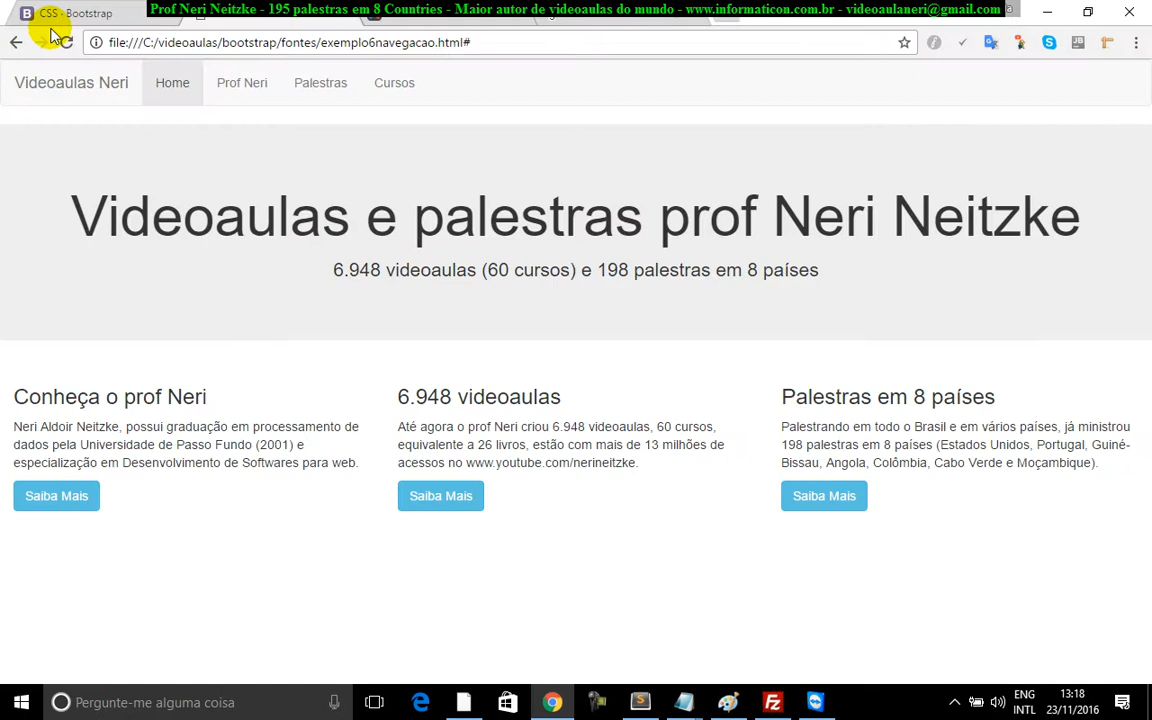 CSS · Bootstrap
Prof Neri Neitzke - 195 palestras em 8 Countries - Maior autor de videoaulas do mundo - www.informaticon.com.br - videoaulaneri@gmail.com
file:///C:/videoaulas/bootstrap/fontes/exemplo6navegacao.html#
Videoaulas Neri Home Prof Neri Palestras Cursos
Videoaulas e palestras prof Neri Neitzke
6.948 videoaulas (60 cursos) e 198 palestras em 8 países
Conheça o prof Neri
Neri Aldoir Neitzke, possui graduação em processamento de
dados pela Universidade de Passo Fundo (2001) e
especialização em Desenvolvimento de Softwares para web.
Saiba Mais
6.948 videoaulas
Até agora o prof Neri criou 6.948 videoaulas, 60 cursos,
equivalente a 26 livros, estão com mais de 13 milhões de
acessos no www.youtube.com/nerineitzke.
Saiba Mais
Palestras em 8 países
Palestrando em todo o Brasil e em vários países, já ministrou
198 palestras em 8 países (Estados Unidos, Portugal, Guiné-
Bissau, Angola, Colômbia, Cabo Verde e Moçambique).
Saiba Mais
Pergunte-me alguma coisa
ENG
INTL
13:18
23/11/2016